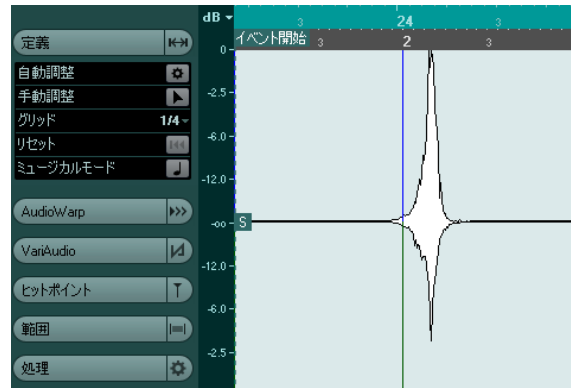 定義
自動調整
手動調整
グリッド 1/4
リセット
ミュージカルモード
AudioWarp
VariAudio
ヒットポイント
範囲
処理
dB
0
-2.5
-6.0
-12.0
-∞
-12.0
-6.0
-2.5
3 24 3
イベント開始 3 2 3
S